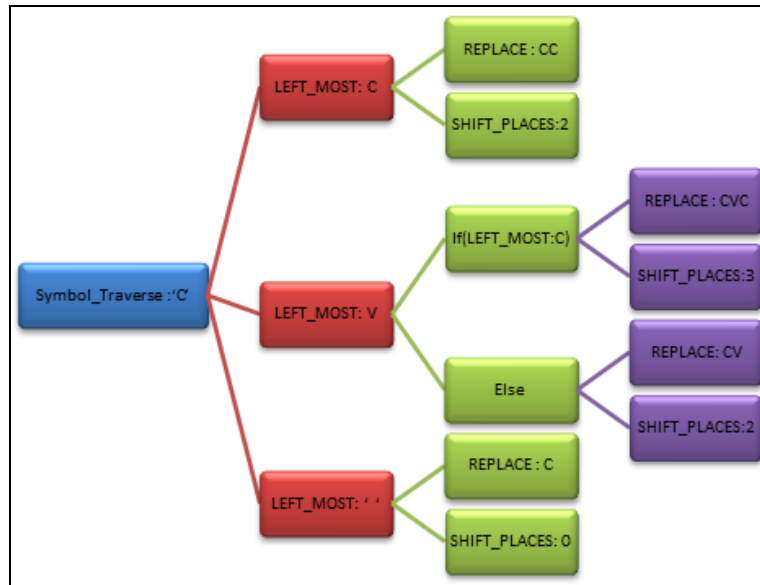 REPLACE : CC
LEFT_MOST: C
SHIFT_PLACES:2
REPLACE : CVC
If(LEFT_MOST:C)
SHIFT_PLACES:3
Symbol_Traverse :‘C’
LEFT_MOST: V
REPLACE: CV
Else
SHIFT_PLACES:2
REPLACE : C
LEFT_MOST: ‘ ‘
SHIFT_PLACES: 0